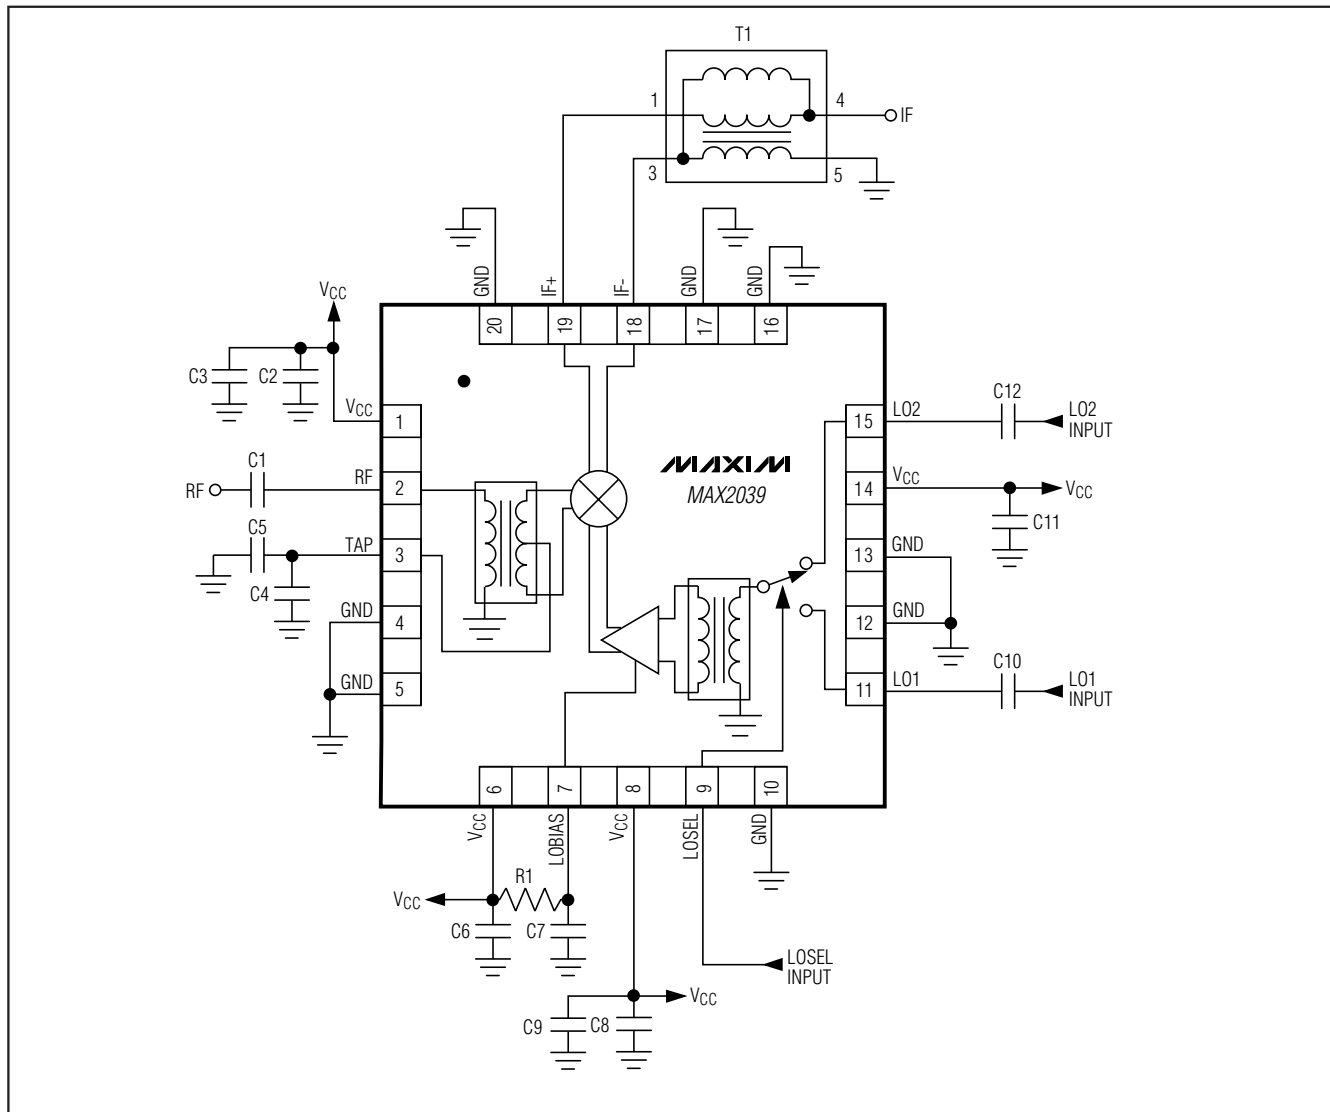 T1
1
4
IF
3
5
GND
IF+
IF-
GND
GND
20
19
18
17
16
VCC
C3
C2
VCC
1
C1
RF
RF
2
C5
TAP
3
C4
GND
4
GND
5
MAXIM
MAX2039
15
LO2
C12
LO2
INPUT
14
VCC
VCC
C11
13
GND
12
GND
C10
11
LO1
LO1
INPUT
6
7
8
9
10
VCC
LOBIAS
VCC
LOSEL
GND
R1
VCC
C6
C7
LOSEL
INPUT
VCC
C9
C8